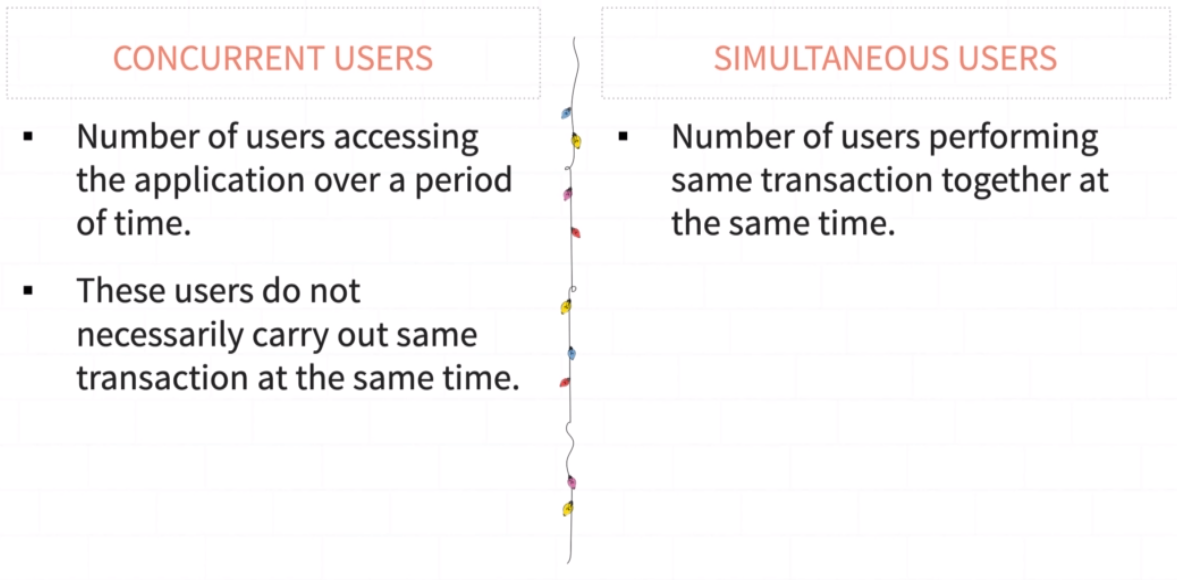 CONCURRENT USERS
▪ Number of users accessing
the application over a period
of time.
▪ These users do not
necessarily carry out same
transaction at the same time.
SIMULTANEOUS USERS
▪ Number of users performing
same transaction together at
the same time.